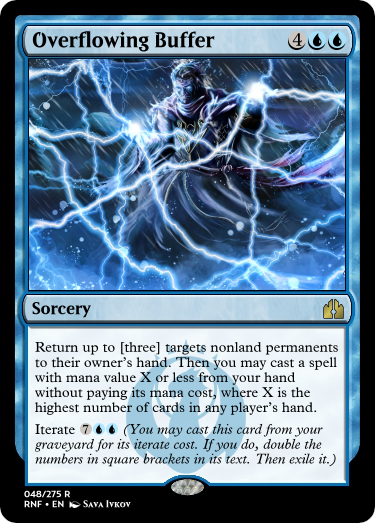 Overflowing Buffer 4
Sorcery
Return up to [three] targets nonland permanents
to their owner's hand. Then you may cast a spell
with mana value X or less from your hand
without paying its mana cost, where X is the
highest number of cards in any player's hand.
Iterate 7 (You may cast this card from your
graveyard for its iterate cost. If you do, double the
numbers in square brackets in its text. Then exile it.)
048/275 R
RNF • EN Sava Ivkov